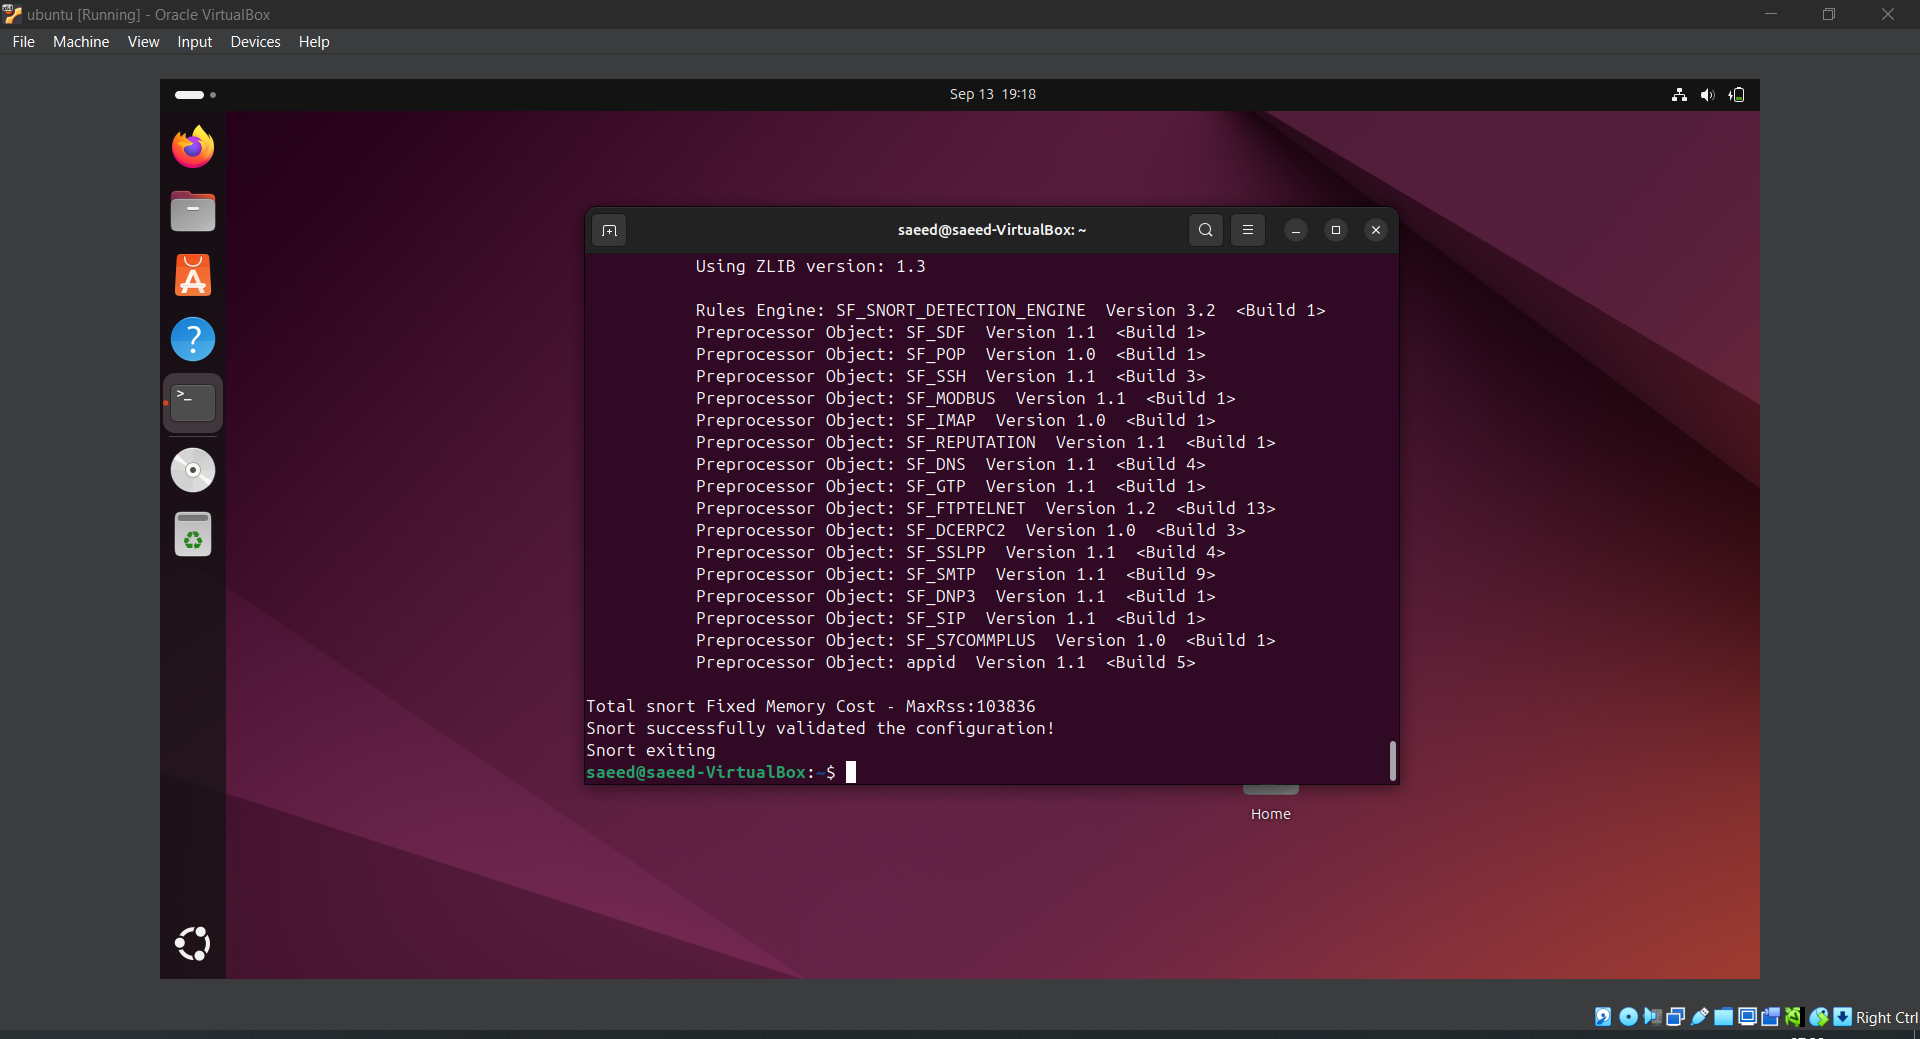 ubuntu [Running] - Oracle VirtualBox
File Machine View Input Devices Help
Sep 13 19:18
saeed@saeed-VirtualBox: ~
Using ZLIB version: 1.3
Rules Engine: SF_SNORT_DETECTION_ENGINE Version 3.2 <Build 1>
Preprocessor Object: SF_SDF Version 1.1 <Build 1>
Preprocessor Object: SF_POP Version 1.0 <Build 1>
Preprocessor Object: SF_SSH Version 1.1 <Build 3>
Preprocessor Object: SF_MODBUS Version 1.1 <Build 1>
Preprocessor Object: SF_IMAP Version 1.0 <Build 1>
Preprocessor Object: SF_REPUTATION Version 1.1 <Build 1>
Preprocessor Object: SF_DNS Version 1.1 <Build 4>
Preprocessor Object: SF_GTP Version 1.1 <Build 1>
Preprocessor Object: SF_FTPTELNET Version 1.2 <Build 13>
Preprocessor Object: SF_DCERPC2 Version 1.0 <Build 3>
Preprocessor Object: SF_SSLPP Version 1.1 <Build 4>
Preprocessor Object: SF_SMTP Version 1.1 <Build 9>
Preprocessor Object: SF_DNP3 Version 1.1 <Build 1>
Preprocessor Object: SF_SIP Version 1.1 <Build 1>
Preprocessor Object: SF_S7COMMPLUS Version 1.0 <Build 1>
Preprocessor Object: appid Version 1.1 <Build 5>
Total snort Fixed Memory Cost - MaxRss:103836
Snort successfully validated the configuration!
Snort exiting
saeed@saeed-VirtualBox:~$
Home
Right Ctrl